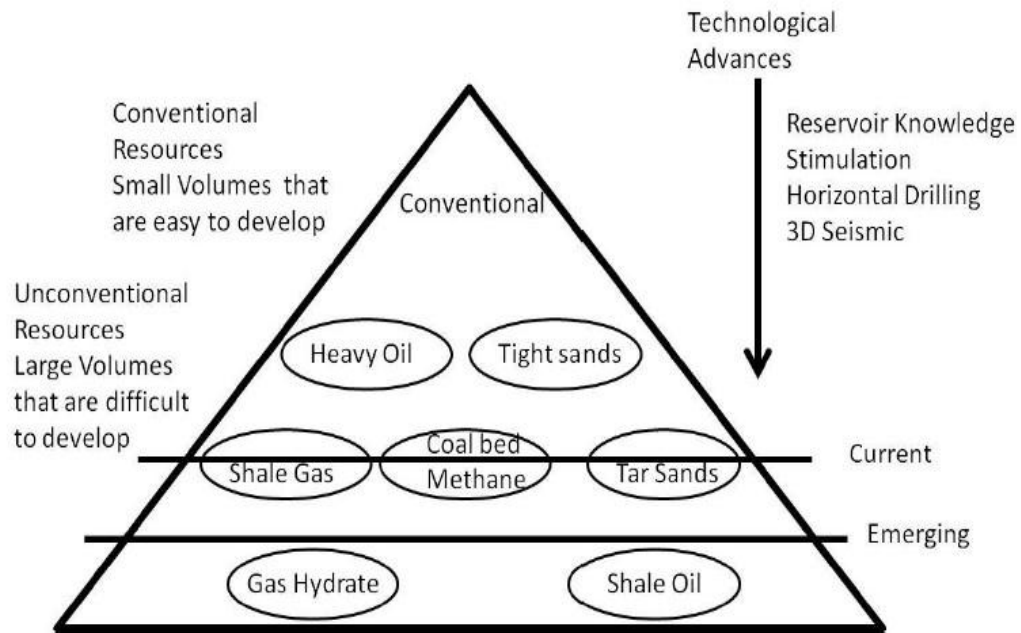 Technological
Advances
Conventional
Resources
Small Volumes that
are easy to develop
Reservoir Knowledge
Stimulation
Horizontal Drilling
3D Seismic
Conventional
Unconventional
Resources
Large Volumes
that are difficult
to develop
Heavy Oil
Tight sands
Shale Gas
Coal bed
Methane
Tar Sands
Current
Emerging
Gas Hydrate
Shale Oil